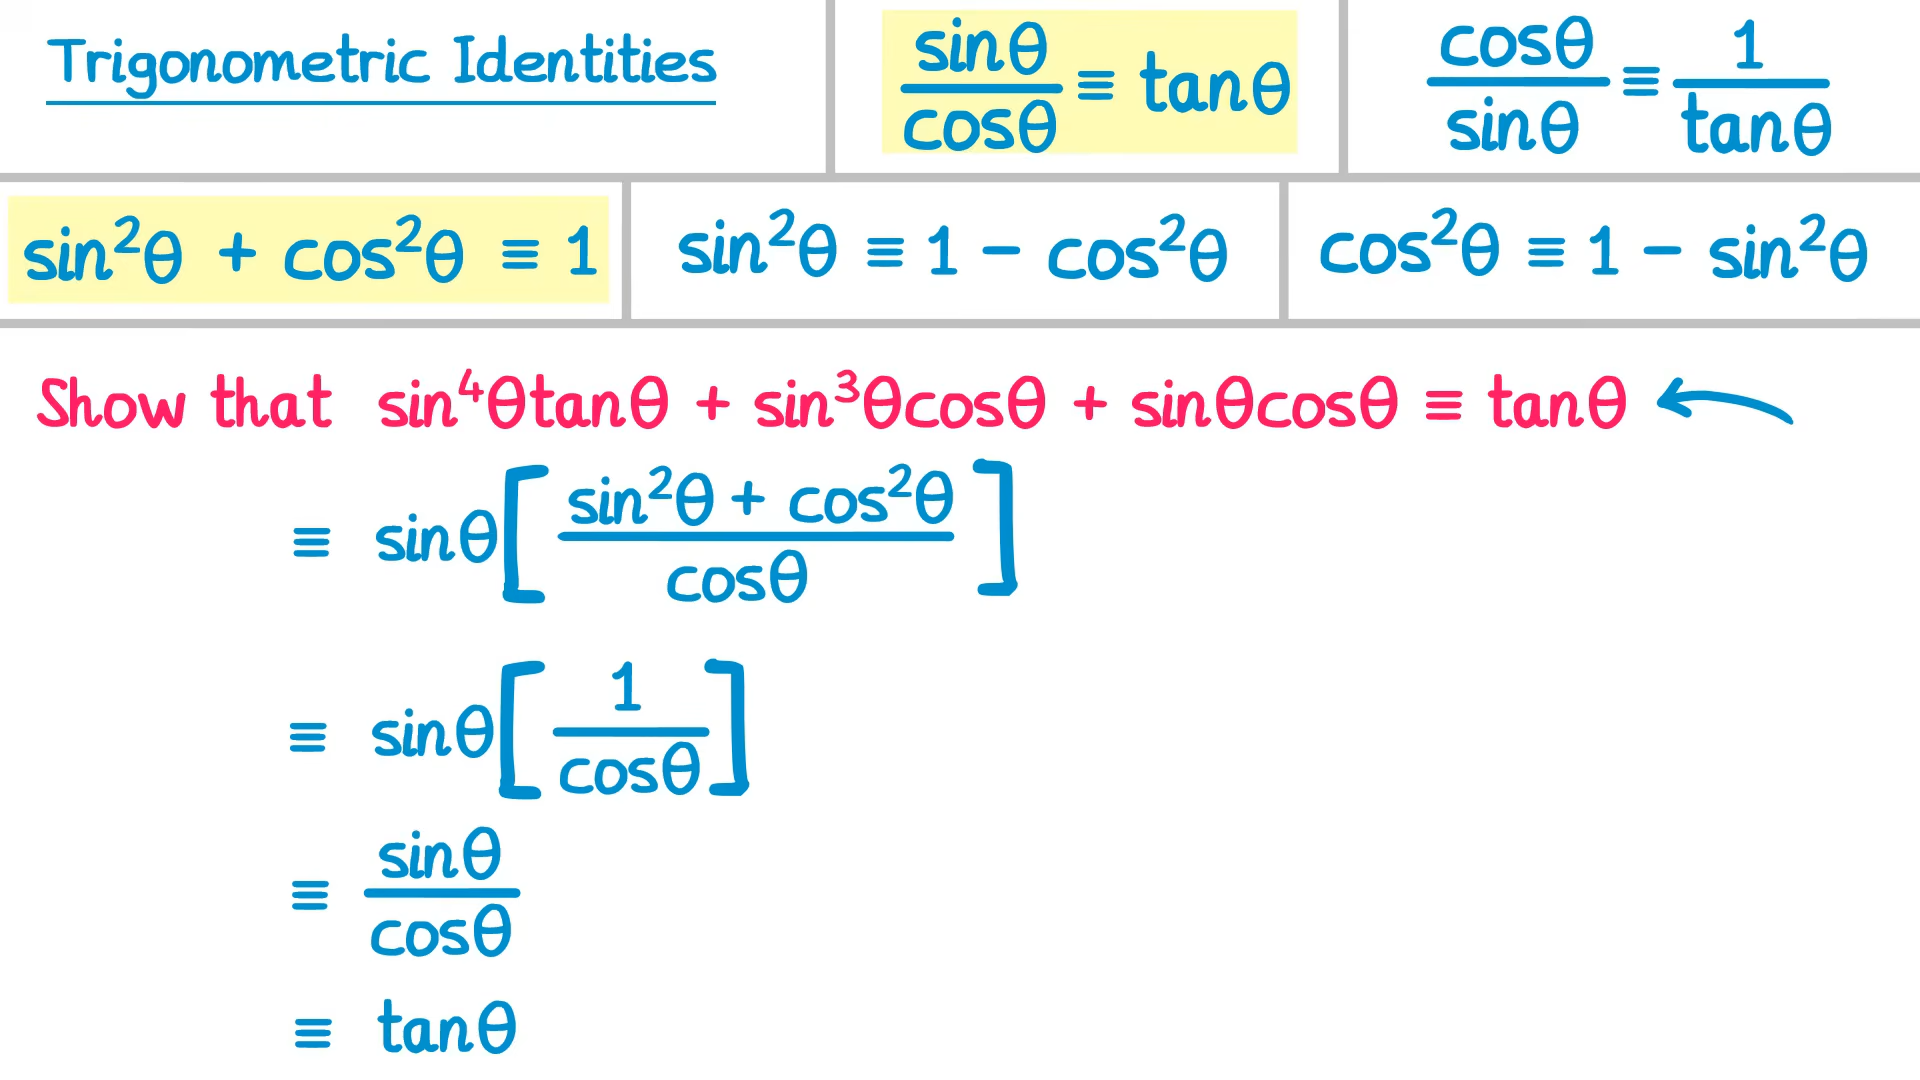 Trigonometric Identities
sinθ/cosθ ≡ tanθ
cosθ/sinθ ≡ 1/tanθ
sin²θ + cos²θ ≡ 1
sin²θ ≡ 1 − cos²θ
cos²θ ≡ 1 − sin²θ
Show that sin⁴θtanθ + sin³θcosθ + sinθcosθ ≡ tanθ
≡ sinθ[(sin²θ + cos²θ)/cosθ]
≡ sinθ[1/cosθ]
≡ sinθ/cosθ
≡ tanθ